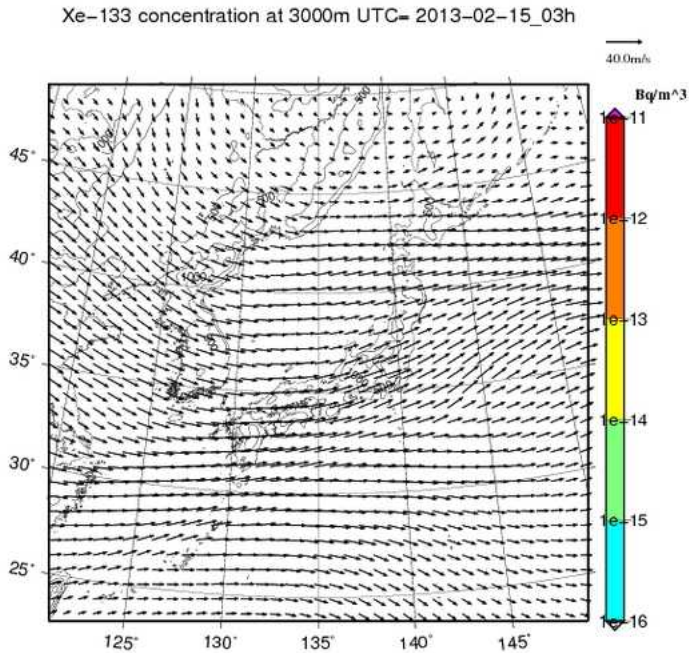 Xe-133 concentration at 3000m UTC= 2013-02-15_03h
40.0m/s
Bq/m^3
1e-11
45°
1e-12
40°
1000
1e-13
35°
1e-14
30°
1e-15
25°
1e-16
125° 130° 135° 140° 145°